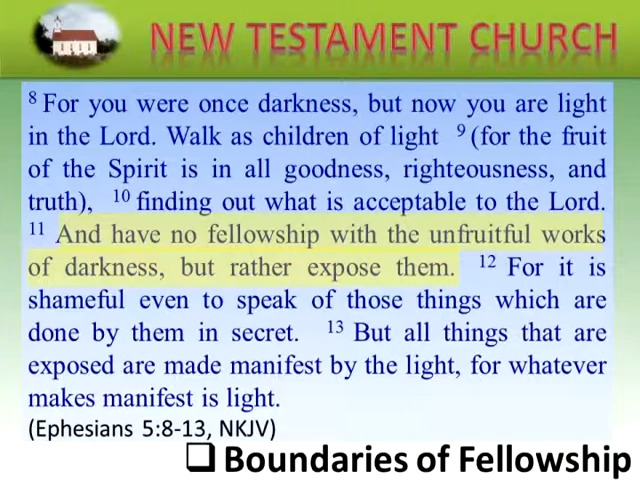 NEW TESTAMENT CHURCH
8 For you were once darkness, but now you are light
in the Lord. Walk as children of light 9 (for the fruit
of the Spirit is in all goodness, righteousness, and
truth), 10 finding out what is acceptable to the Lord.
11 And have no fellowship with the unfruitful works
of darkness, but rather expose them. 12 For it is
shameful even to speak of those things which are
done by them in secret. 13 But all things that are
exposed are made manifest by the light, for whatever
makes manifest is light.
(Ephesians 5:8-13, NKJV)
❑ Boundaries of Fellowship